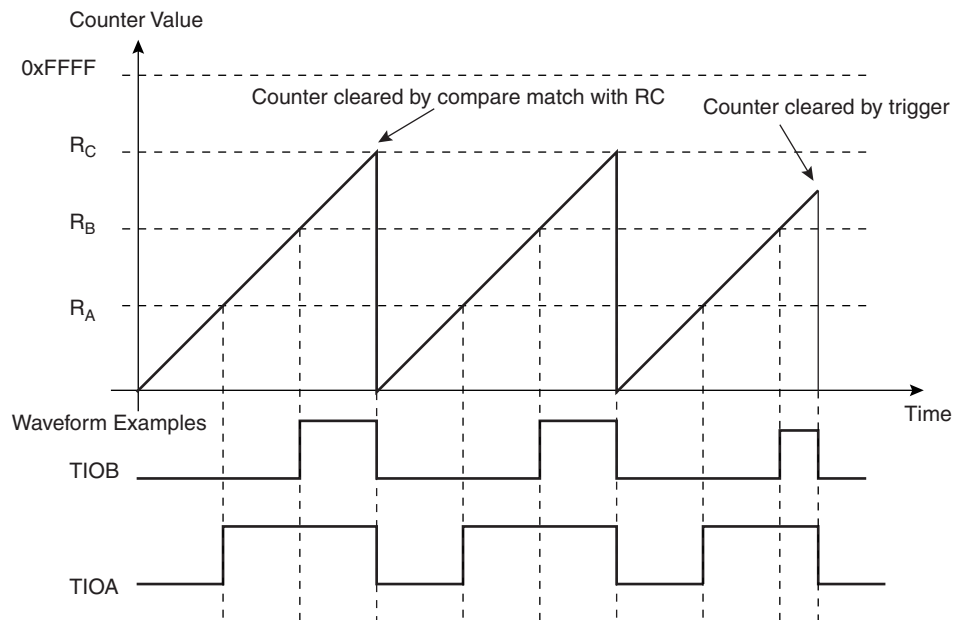 Counter Value
0xFFFF
Counter cleared by compare match with RC
Counter cleared by trigger
RC
RB
RA
Time
Waveform Examples
TIOB
TIOA